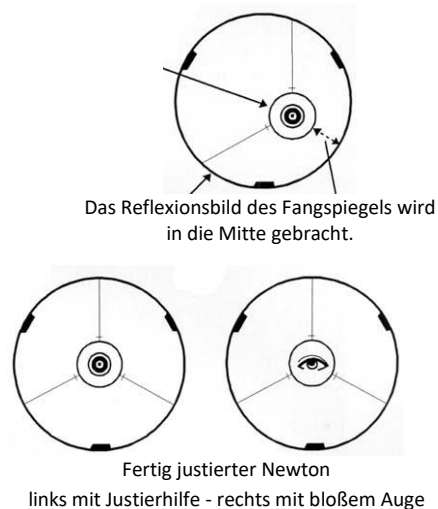 Das Reflexionsbild des Fangspiegels wird
in die Mitte gebracht.
Fertig justierter Newton
links mit Justierhilfe - rechts mit bloßem Auge